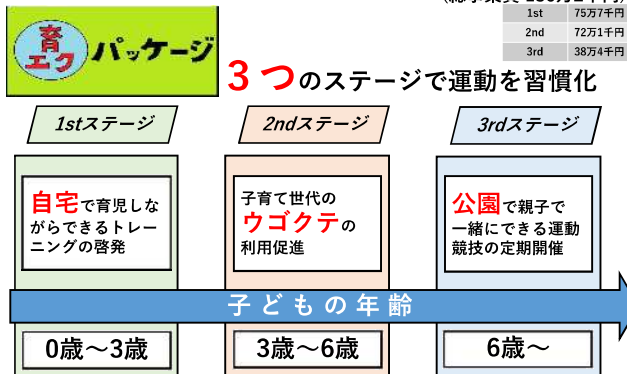 1st 75万7千円
2nd 72万1千円
3rd 38万4千円
育
エク
パッケージ
3つのステージで運動を習慣化
1stステージ
2ndステージ
3rdステージ
自宅で育児しな
がらできるトレー
ニングの啓発
子育て世代の
ウゴクテの
利用促進
公園で親子で
一緒にできる運動
競技の定期開催
子どもの年齢
0歳～3歳
3歳～6歳
6歳～